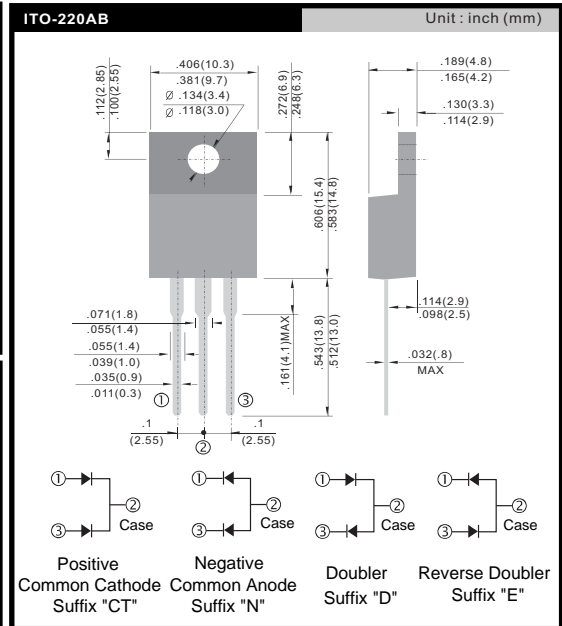 ITO-220AB
Unit : inch (mm)
.406(10.3)
.381(9.7)
Ø .134(3.4)
Ø .118(3.0)
.112(2.85)
.100(2.55)
.272(6.9)
.248(6.3)
.189(4.8)
.165(4.2)
.130(3.3)
.114(2.9)
.606(15.4)
.583(14.8)
.071(1.8)
.055(1.4)
.055(1.4)
.039(1.0)
.035(0.9)
.011(0.3)
.161(4.1)MAX
.543(13.8)
.512(13.0)
.114(2.9)
.098(2.5)
.032(.8)
MAX
① ③
.1
(2.55)
②
.1
(2.55)
① ② ③ Case
① ② ③ Case
① ② ③ Case
① ② ③ Case
Positive
Common Cathode
Suffix "CT"
Negative
Common Anode
Suffix "N"
Doubler
Suffix "D"
Reverse Doubler
Suffix "E"